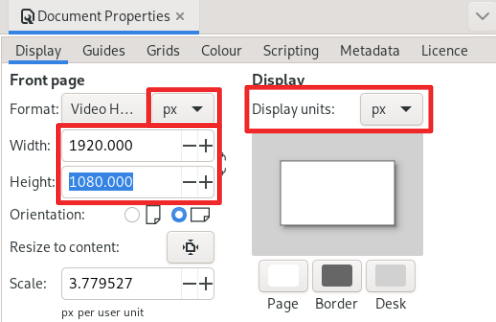 Document Properties ×
Display Guides Grids Colour Scripting Metadata Licence
Front page
Display
Format: Video H... px
Display units: px
Width: 1920.000
Height: 1080.000
Orientation:
Resize to content:
Scale: 3.779527
px per user unit
Page Border Desk